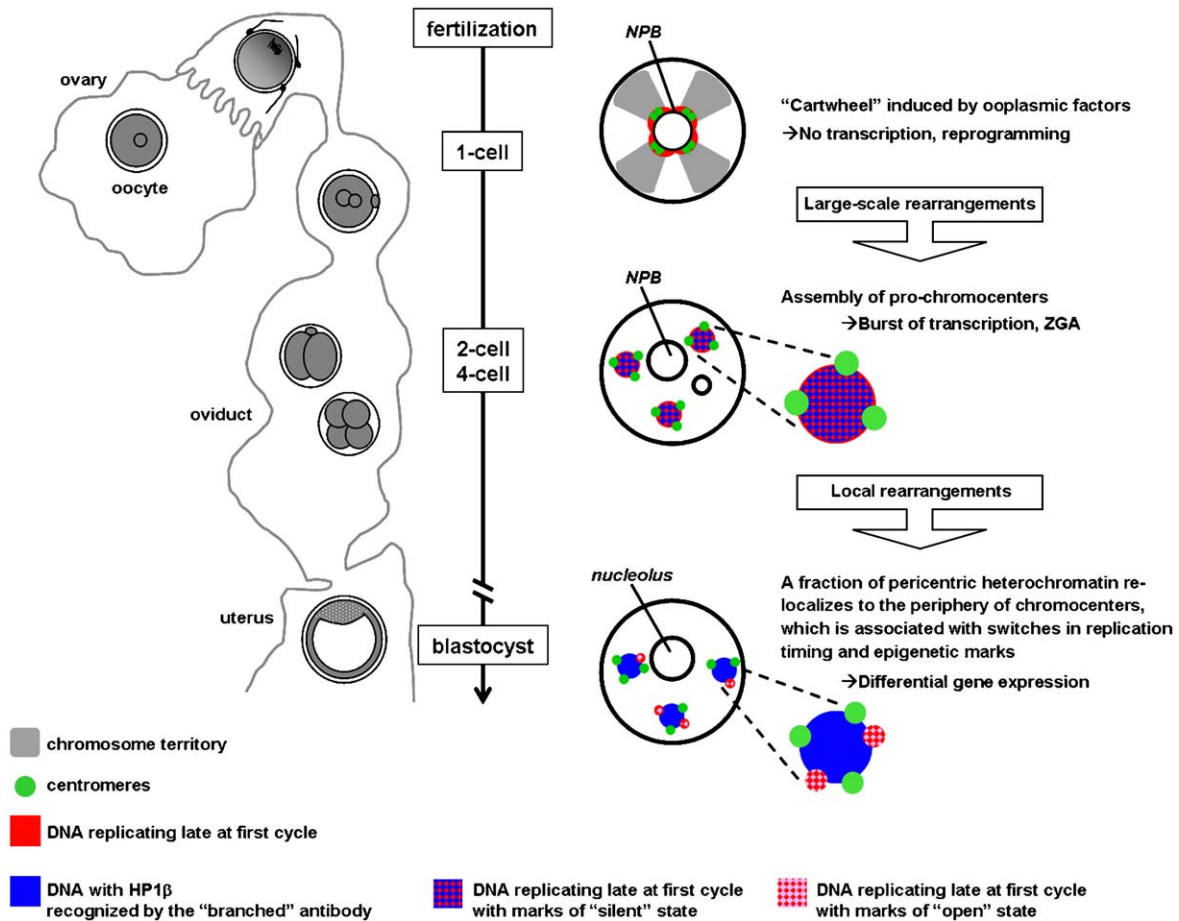 ovary
oocyte
oviduct
uterus
fertilization
1-cell
2-cell
4-cell
blastocyst
NPB
"Cartwheel" induced by ooplasmic factors
→No transcription, reprogramming
Large-scale rearrangements
NPB
Assembly of pro-chromocenters
→Burst of transcription, ZGA
Local rearrangements
nucleolus
A fraction of pericentric heterochromatin re-
localizes to the periphery of chromocenters,
which is associated with switches in replication
timing and epigenetic marks
→Differential gene expression
chromosome territory
centromeres
DNA replicating late at first cycle
DNA with HP1β
recognized by the "branched" antibody
DNA replicating late at first cycle
with marks of "silent" state
DNA replicating late at first cycle
with marks of "open" state